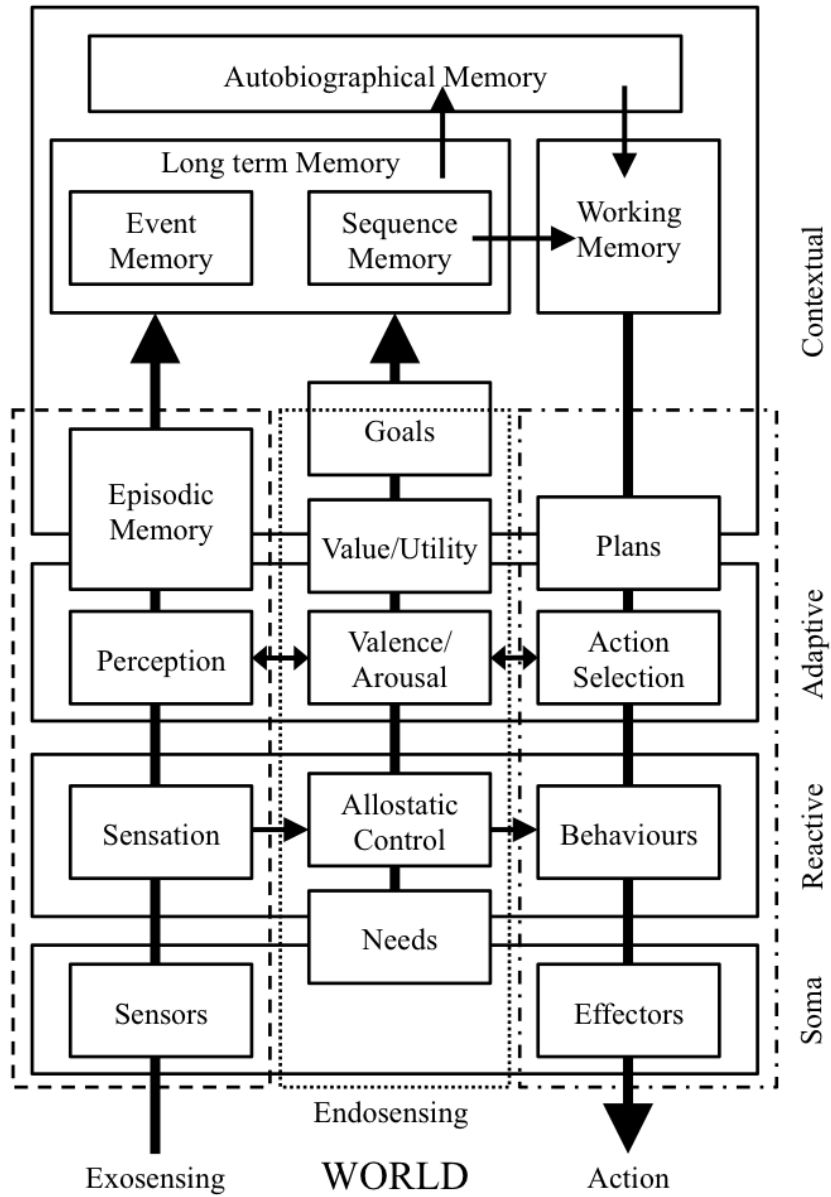 Autobiographical Memory
Long term Memory
Event
Memory
Sequence
Memory
Working
Memory
Contextual
Goals
Episodic
Memory
Value/Utility
Plans
Perception
Valence/
Arousal
Action
Selection
Adaptive
Sensation
Allostatic
Control
Behaviours
Reactive
Needs
Sensors
Effectors
Soma
Endosensing
Exosensing
WORLD
Action